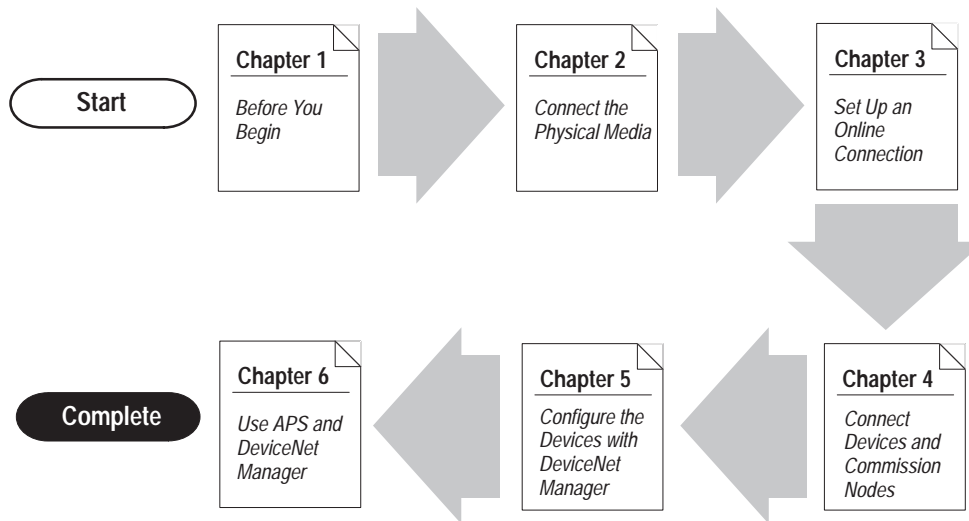 Start
Chapter 1
Before You
Begin
Chapter 2
Connect the
Physical Media
Chapter 3
Set Up an
Online
Connection
Chapter 4
Connect
Devices and
Commission
Nodes
Chapter 5
Configure the
Devices with
DeviceNet
Manager
Chapter 6
Use APS and
DeviceNet
Manager
Complete